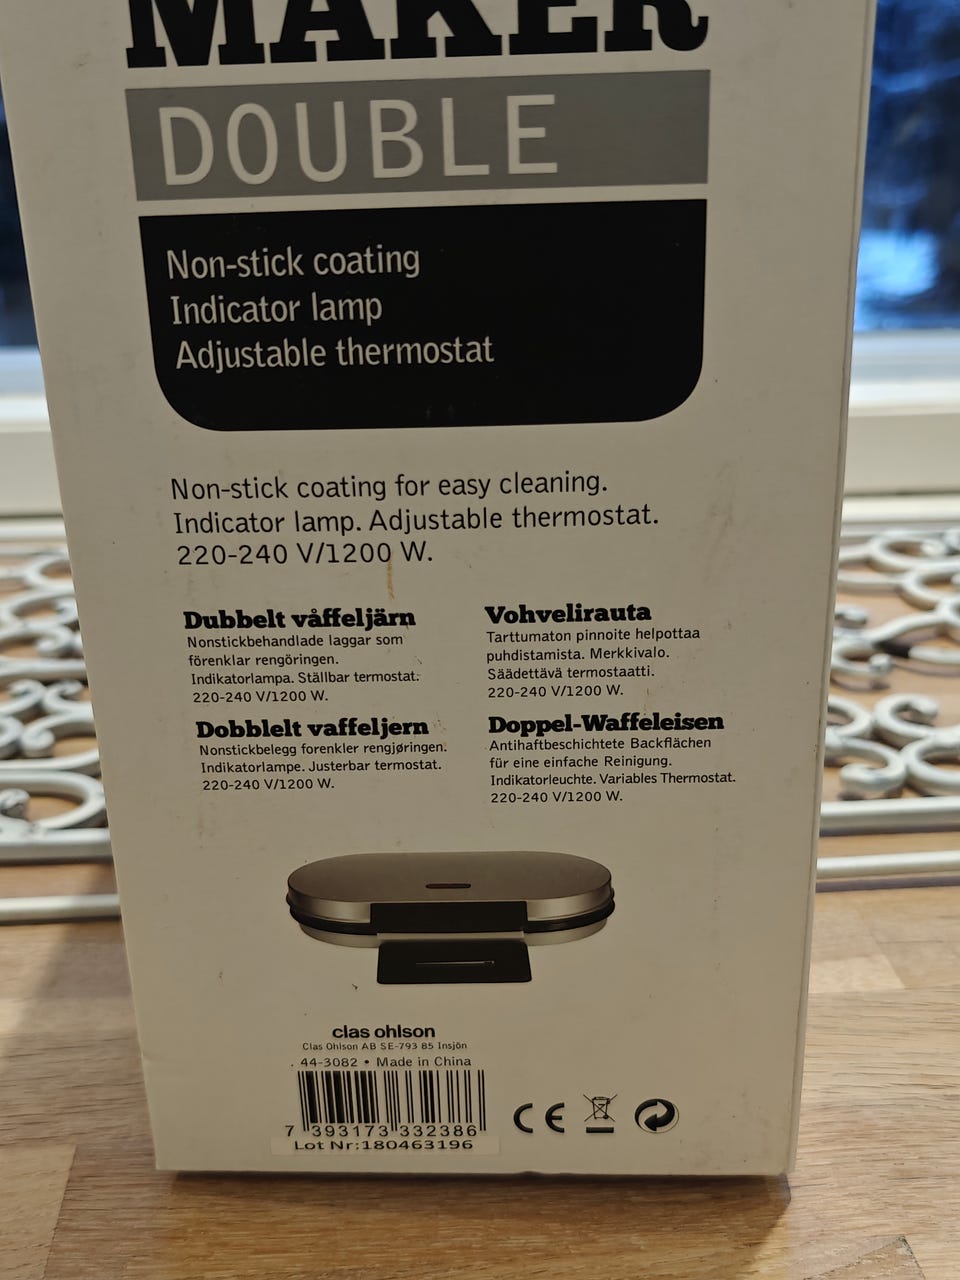 MAKER
DOUBLE
Non-stick coating
Indicator lamp
Adjustable thermostat
Non-stick coating for easy cleaning.
Indicator lamp. Adjustable thermostat.
220-240 V/1200 W.
Dubbelt våffeljärn
Nonstickbehandlade laggar som
förenklar rengöringen.
Indikatorlampa. Ställbar termostat.
220-240 V/1200 W.
Dobblelt vaffeljern
Nonstickbelegg forenkler rengjøringen.
Indikatorlampe. Justerbar termostat.
220-240 V/1200 W.
Vohvelirauta
Tarttumaton pinnoite helpottaa
puhdistamista. Merkkivalo.
Säädettävä termostaatti.
220-240 V/1200 W.
Doppel-Waffeleisen
Antihaftbeschichtete Backflächen
für eine einfache Reinigung.
Indikatorleuchte. Variables Thermostat.
220-240 V/1200 W.
clas ohlson
Clas Ohlson AB SE-793 85 Insjön
44-3082 • Made in China
7 393173 332386
Lot Nr:180463196
CE